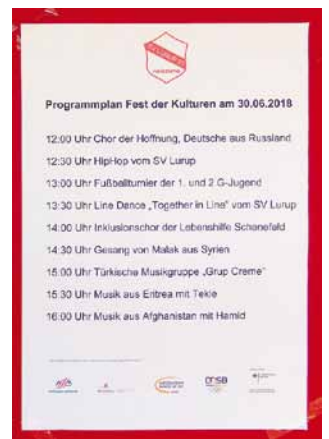 Programmplan Fest der Kulturen am 30.06.2018
12:00 Uhr Chor der Hoffnung, Deutsche aus Russland
12:30 Uhr HipHop vom SV Lurup
13:00 Uhr Fußballturnier der 1. und 2 G-Jugend
13:30 Uhr Line Dance „Together in Line" vom SV Lurup
14:00 Uhr Inklusionschor der Lebenshilfe Schenefeld
14:30 Uhr Gesang von Malak aus Syrien
15:00 Uhr Türkische Musikgruppe „Grup Creme"
15:30 Uhr Musik aus Eritrea mit Tekle
16:00 Uhr Musik aus Afghanistan mit Hamid